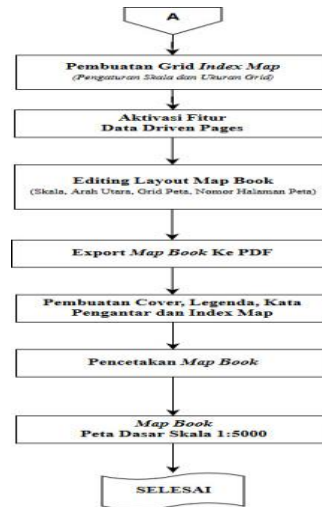 A
Pembuatan Grid Index Map
(Pengaturan Skala dan Ukuran Grid)
Aktivasi Fitur
Data Driven Pages
Editing Layout Map Book
(Skala, Arah Utara, Grid Peta, Nomor Halaman Peta)
Export Map Book Ke PDF
Pembuatan Cover, Legenda, Kata
Pengantar dan Index Map
Pencetakan Map Book
Map Book
Peta Dasar Skala 1:5000
SELESAI